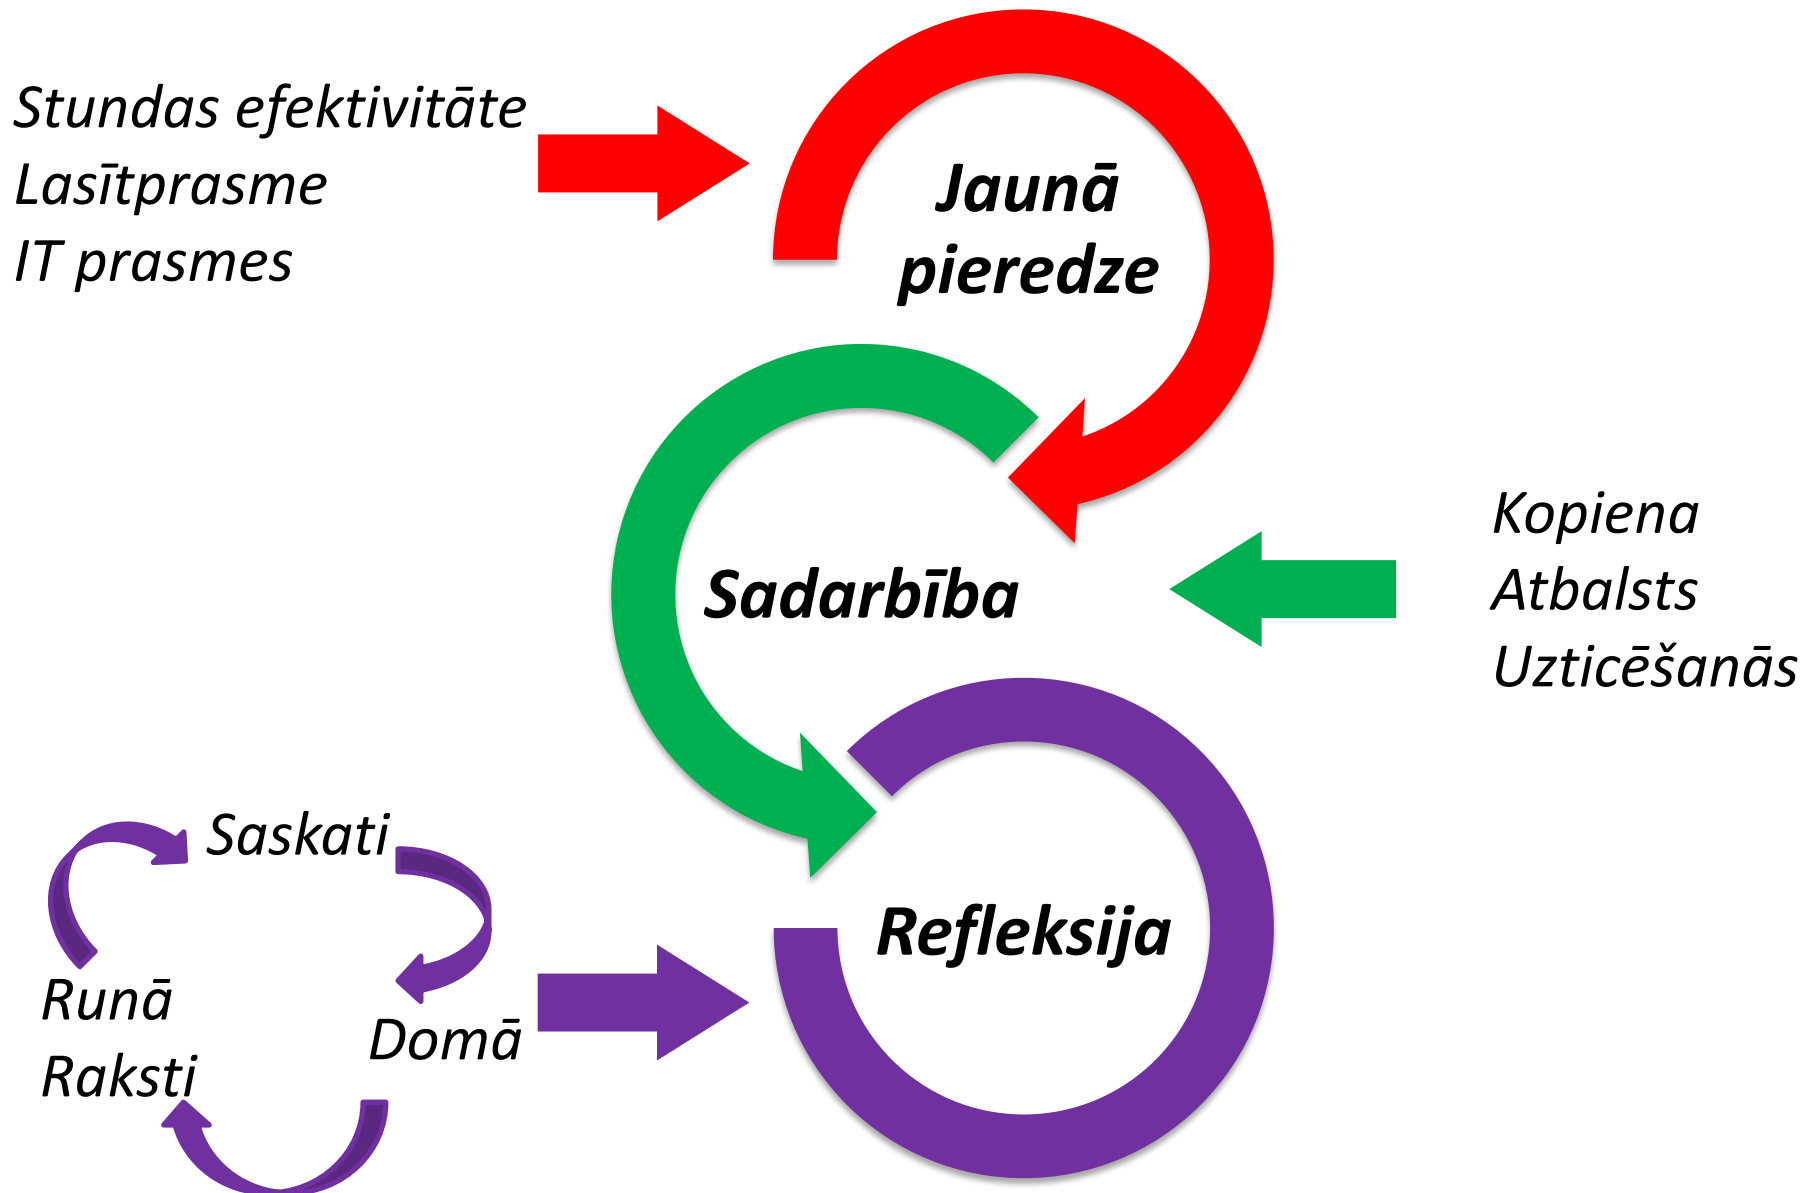 Stundas efektivitāte
Lasītprasme
IT prasmes
Jaunā
pieredze
Sadarbība
Kopiena
Atbalsts
Uzticēšanās
Saskati
Domā
Runā
Raksti
Refleksija